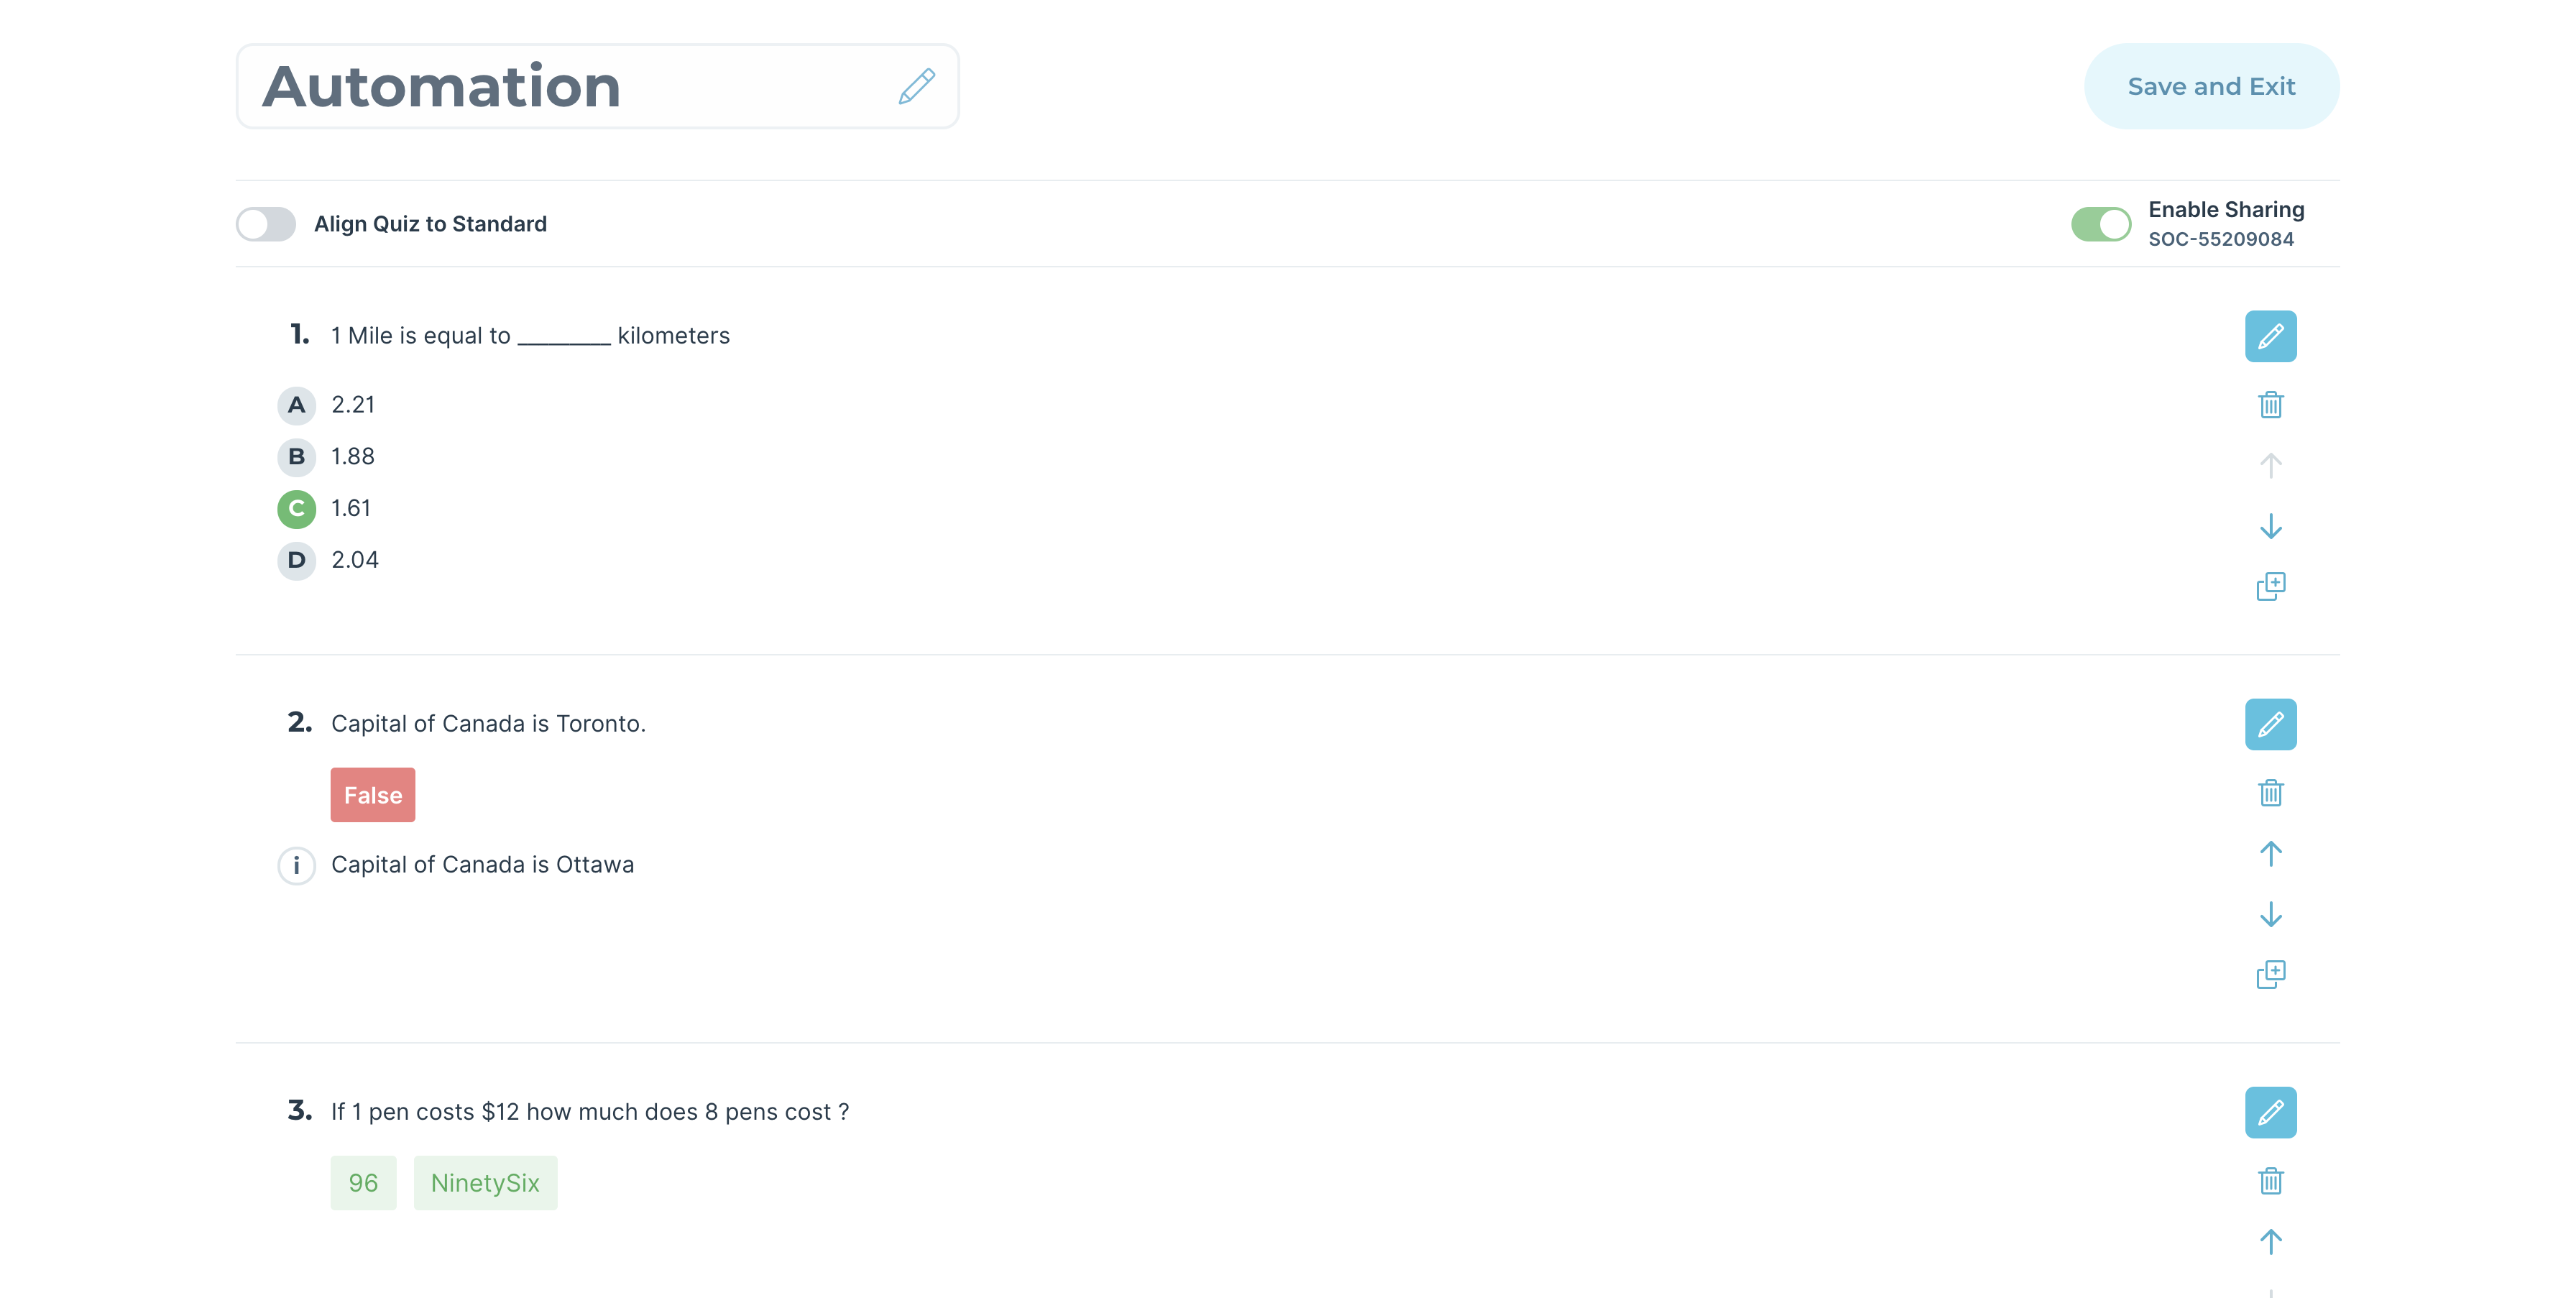 Automation
Save and Exit
Align Quiz to Standard
Enable Sharing
SOC-55209084
1. 1 Mile is equal to ________ kilometers
A 2.21
B 1.88
C 1.61
D 2.04
2. Capital of Canada is Toronto.
False
i Capital of Canada is Ottawa
3. If 1 pen costs $12 how much does 8 pens cost ?
96 NinetySix